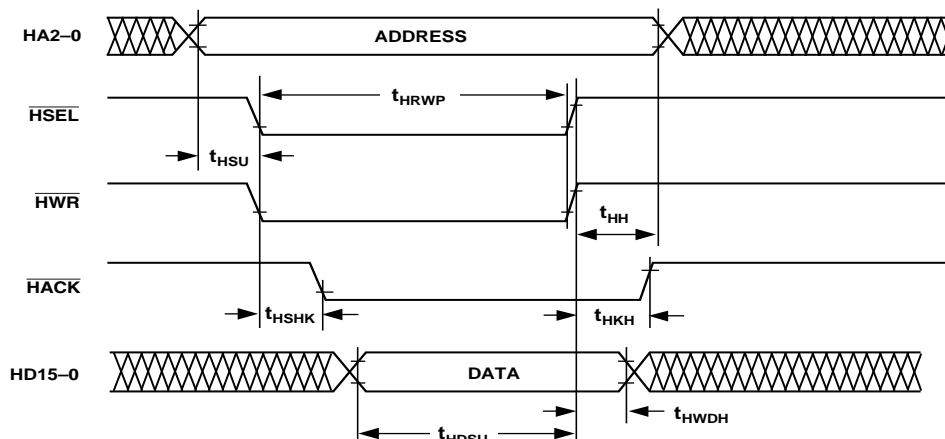 HA2–0
ADDRESS
tHRWP
HSEL
tHSU
HWR
tHH
HACK
tHSHK
tHKH
HD15–0
DATA
tHWDH
tHDSU